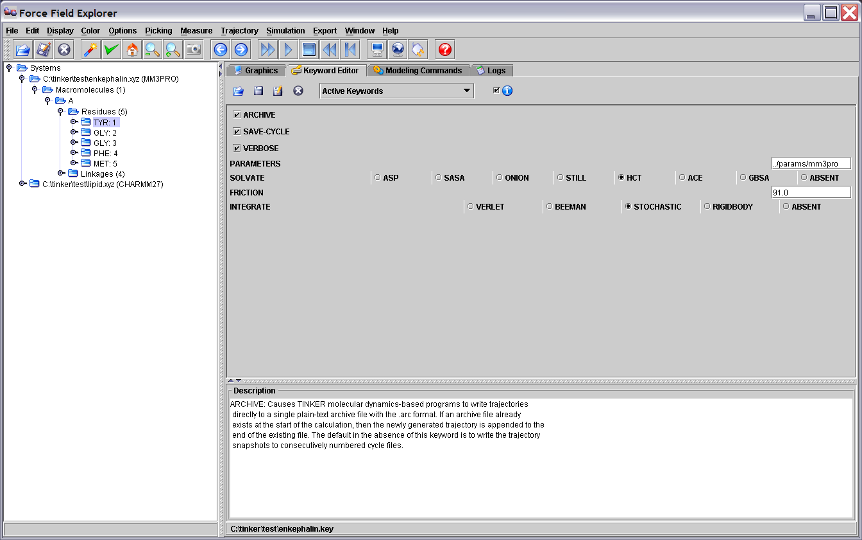 Force Field Explorer
File Edit Display Color Options Picking Measure Trajectory Simulation Export Window Help
Systems
C:\tinker\test\enkephalin.xyz (MM3PRO)
Macromolecules (1)
A
Residues (5)
TYR: 1
GLY: 2
GLY: 3
PHE: 4
MET: 5
Linkages (4)
C:\tinker\test\lipid.xyz (CHARMM27)
Graphics Keyword Editor Modeling Commands Logs
Active Keywords
ARCHIVE
SAVE-CYCLE
VERBOSE
PARAMETERS ../params/mm3pro
SOLVATE ASP SASA ONION STILL HCT ACE GBSA ABSENT
FRICTION 91.0
INTEGRATE VERLET BEEMAN STOCHASTIC RIGIDBODY ABSENT
Description
ARCHIVE: Causes TINKER molecular dynamics-based programs to write trajectories
directly to a single plain-text archive file with the .arc format. If an archive file already
exists at the start of the calculation, then the newly generated trajectory is appended to the
end of the existing file. The default in the absence of this keyword is to write the trajectory
snapshots to consecutively numbered cycle files.
C:\tinker\test\enkephalin.key